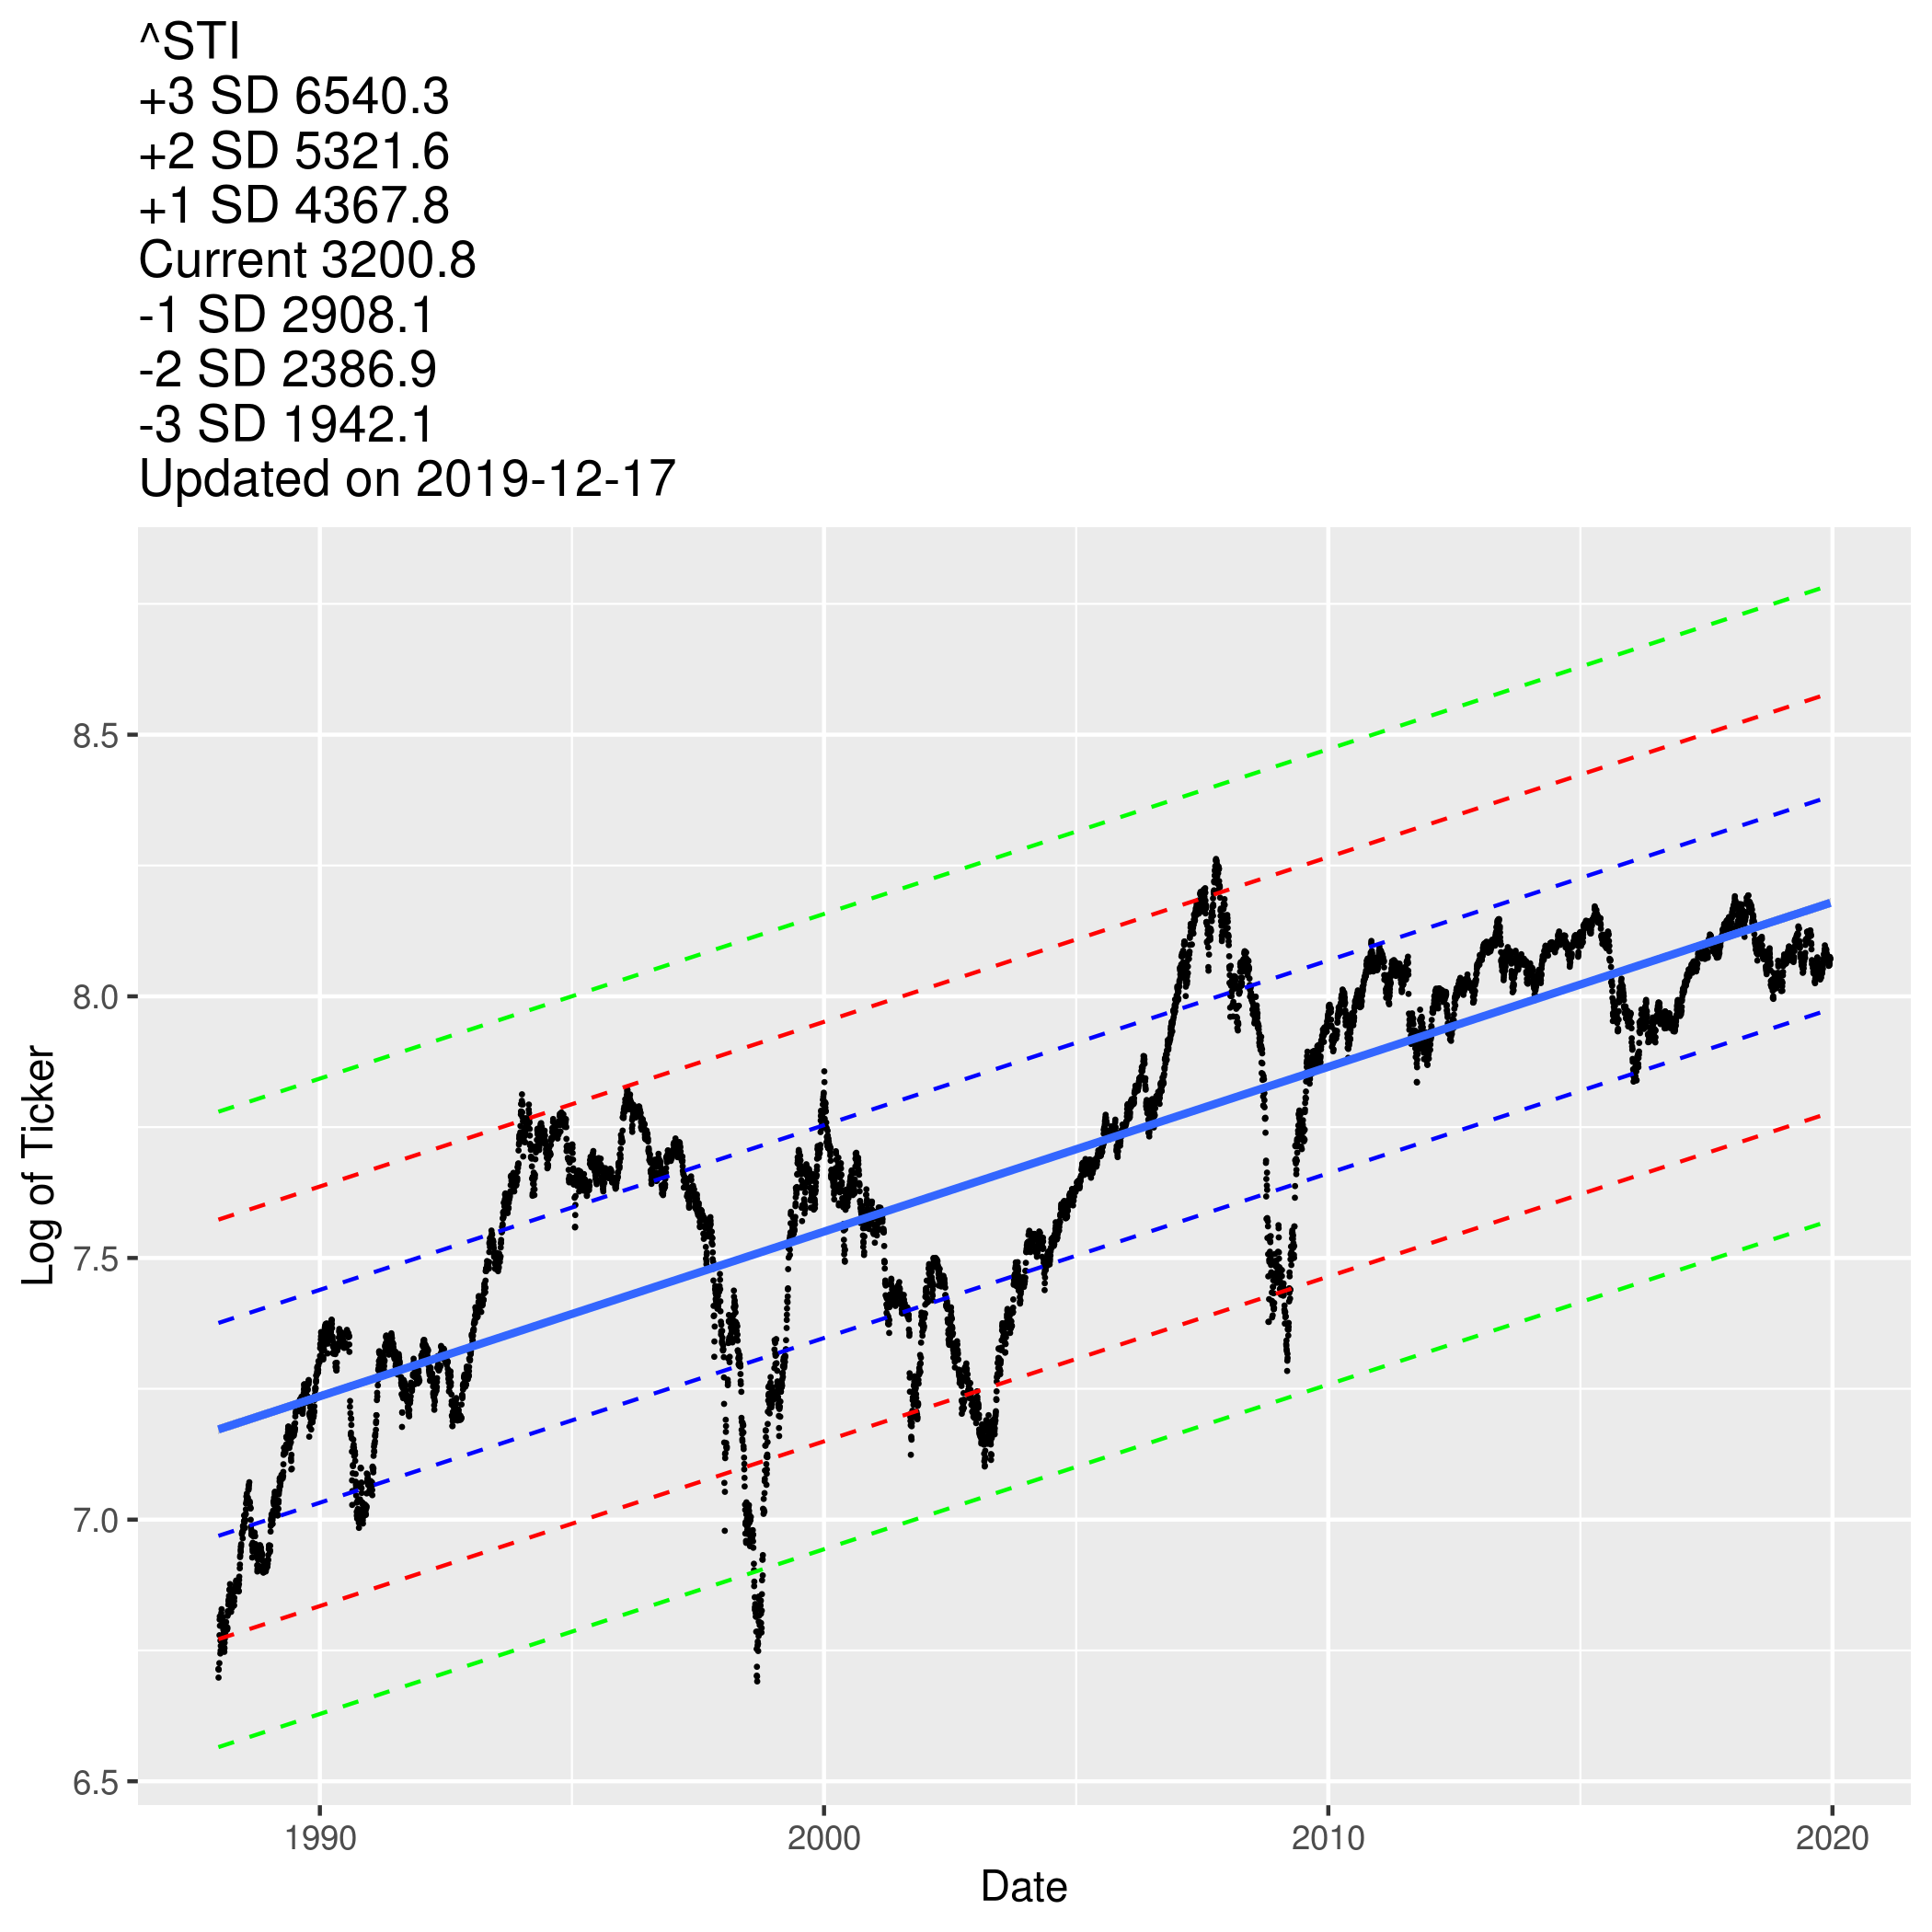 ^STI
+3 SD 6540.3
+2 SD 5321.6
+1 SD 4367.8
Current 3200.8
-1 SD 2908.1
-2 SD 2386.9
-3 SD 1942.1
Updated on 2019-12-17
Log of Ticker
8.5
8.0
7.5
7.0
6.5
1990
2000
2010
2020
Date